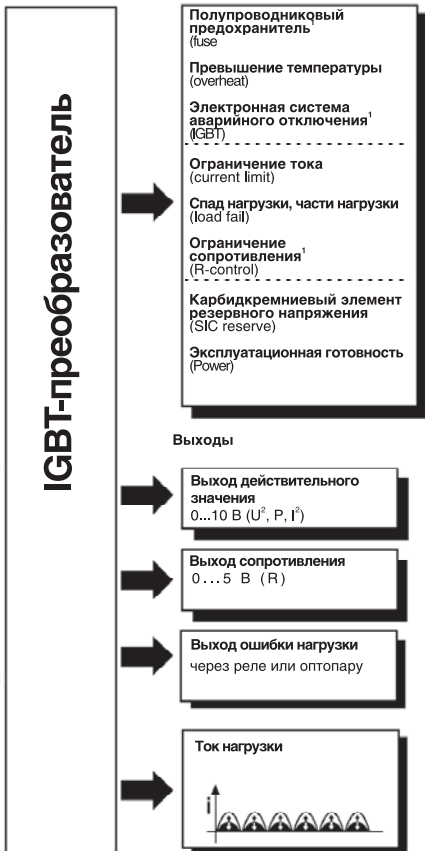 IGBT-преобразователь
Полупроводниковый
предохранитель¹
(fuse
Превышение температуры
(overheat)
Электронная система
аварийного отключения¹
(IGBT)
Ограничение тока
(current limit)
Спад нагрузки, части нагрузки
(load fail)
Ограничение
сопротивления¹
(R-control)
Карбидкремниевый элемент
резервного напряжения
(SIC reserve)
Эксплуатационная готовность
(Power)
Выходы
Выход действительного
значения
0...10 В (U², P, I²)
Выход сопротивления
0...5 В (R)
Выход ошибки нагрузки
через реле или оптопару
Ток нагрузки
i